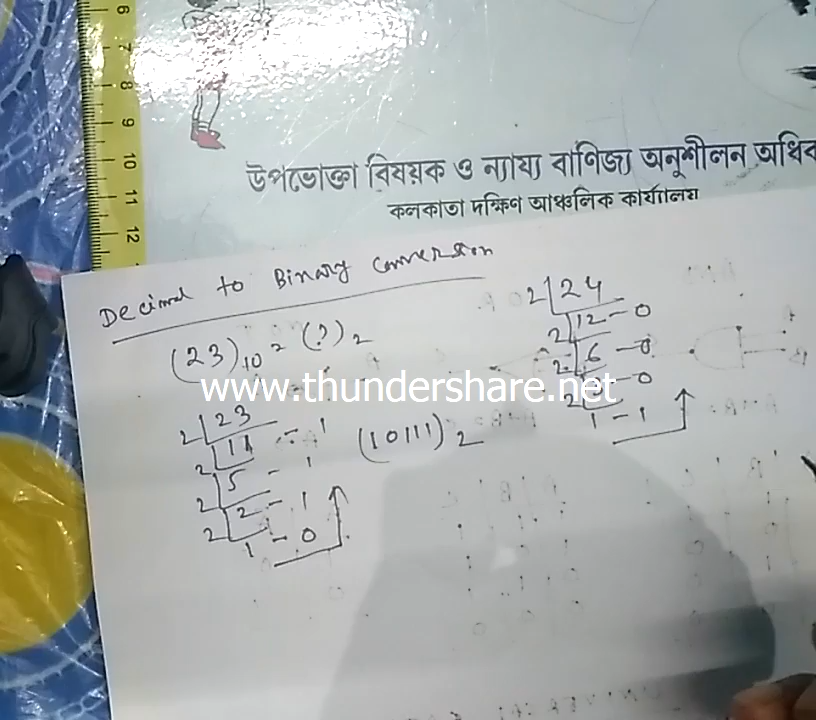 6
7
8
9
10
11
12
উপভোক্তা বিষয়ক ও ন্যায্য বাণিজ্য অনুশীলন
কলকাতা দক্ষিণ আঞ্চলিক কার্য্যালয়
Decimal to Binary Conversion
(23)10 = (?)2
www.thundershare.net
2 23
2 11 - 1
2 5 - 1
2 2 - 1
1 - 0
(10111)2
2 24
2 12 - 0
2 6 - 0
2 3 - 0
1 - 1